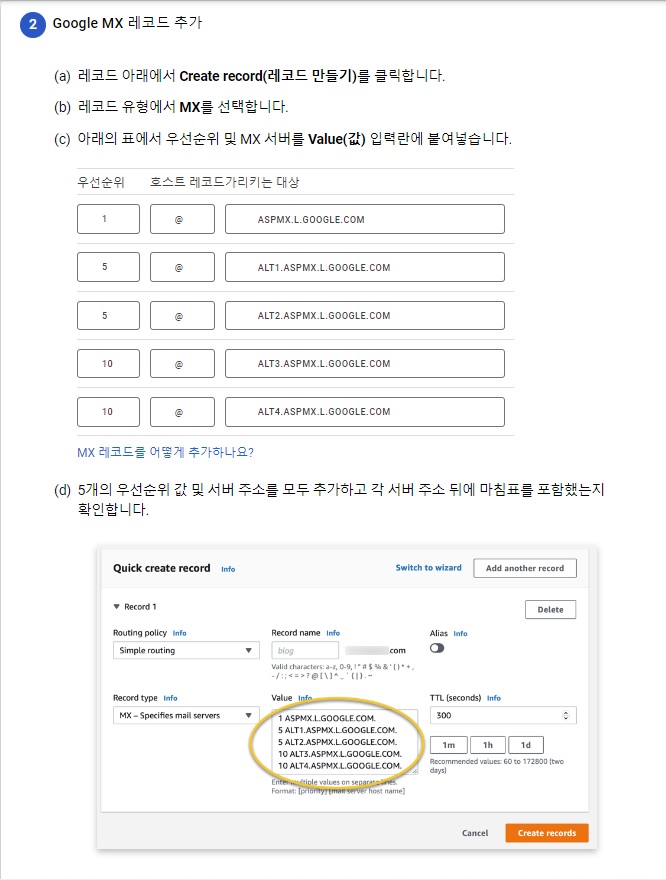 2 Google MX 레코드 추가
(a) 레코드 아래에서 Create record(레코드 만들기)를 클릭합니다.
(b) 레코드 유형에서 MX를 선택합니다.
(c) 아래의 표에서 우선순위 및 MX 서버를 Value(값) 입력란에 붙여넣습니다.
우선순위 호스트 레코드가리키는 대상
1 @ ASPMX.L.GOOGLE.COM
5 @ ALT1.ASPMX.L.GOOGLE.COM
5 @ ALT2.ASPMX.L.GOOGLE.COM
10 @ ALT3.ASPMX.L.GOOGLE.COM
10 @ ALT4.ASPMX.L.GOOGLE.COM
MX 레코드를 어떻게 추가하나요?
(d) 5개의 우선순위 값 및 서버 주소를 모두 추가하고 각 서버 주소 뒤에 마침표를 포함했는지
확인합니다.
Quick create record Info Switch to wizard Add another record
Record 1 Delete
Routing policy Info Record name Info Alias Info
Simple routing blog .com
Valid characters: a-z, 0-9, ! " # $ % & ' ( ) * + ,
- / : ; < = > ? @ [ \ ] ^ _ ` { | } . ~
Record type Info Value Info TTL (seconds) Info
MX – Specifies mail servers 1 ASPMX.L.GOOGLE.COM. 300
5 ALT1.ASPMX.L.GOOGLE.COM.
5 ALT2.ASPMX.L.GOOGLE.COM. 1m 1h 1d
10 ALT3.ASPMX.L.GOOGLE.COM.
10 ALT4.ASPMX.L.GOOGLE.COM. Recommended values: 60 to 172800 (two
days)
Enter multiple values on separate lines.
Format: [priority] [mail server host name]
Cancel Create records